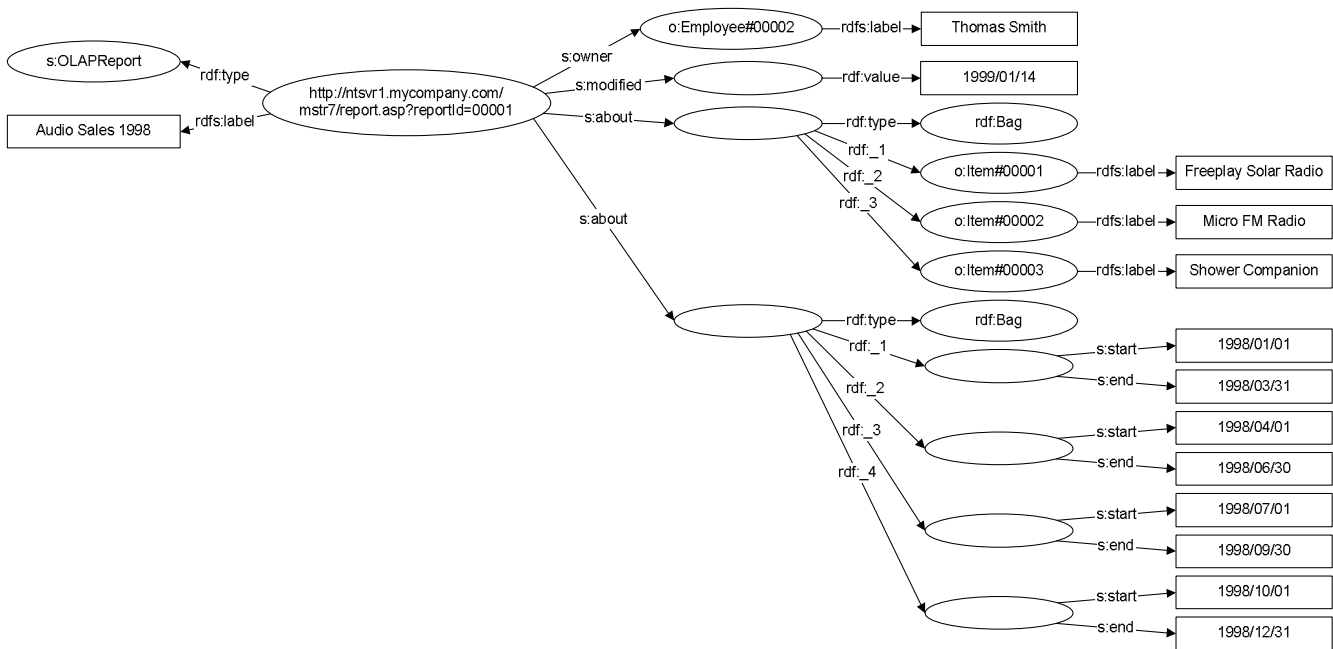 s:OLAPReport
rdf:type
Audio Sales 1998
rdfs:label
http://ntsvr1.mycompany.com/
mstr7/report.asp?reportId=00001
s:owner
o:Employee#00002
rdfs:label
Thomas Smith
s:modified
rdf:value
1999/01/14
s:about
rdf:type
rdf:Bag
rdf:_1
o:Item#00001
rdfs:label
Freeplay Solar Radio
rdf:_2
o:Item#00002
rdfs:label
Micro FM Radio
rdf:_3
o:Item#00003
rdfs:label
Shower Companion
s:about
rdf:type
rdf:Bag
rdf:_1
s:start
1998/01/01
s:end
1998/03/31
rdf:_2
s:start
1998/04/01
s:end
1998/06/30
rdf:_3
s:start
1998/07/01
s:end
1998/09/30
rdf:_4
s:start
1998/10/01
s:end
1998/12/31